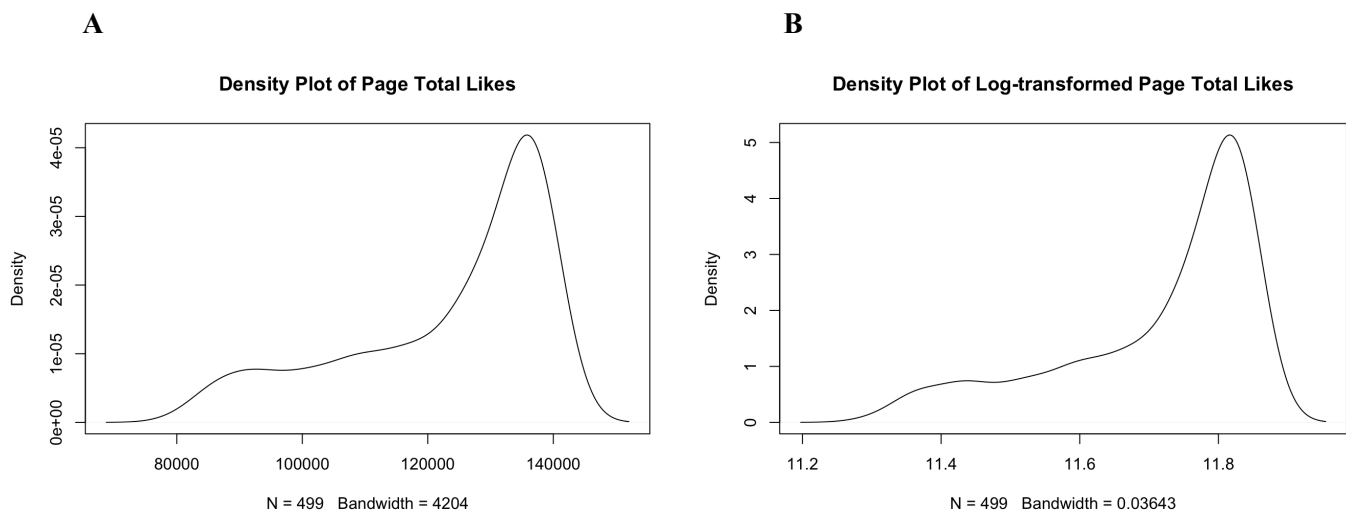 A
Density Plot of Page Total Likes
Density
0e+00
1e-05
2e-05
3e-05
4e-05
80000
100000
120000
140000
N = 499 Bandwidth = 4204
B
Density Plot of Log-transformed Page Total Likes
Density
0
1
2
3
4
5
11.2
11.4
11.6
11.8
N = 499 Bandwidth = 0.03643